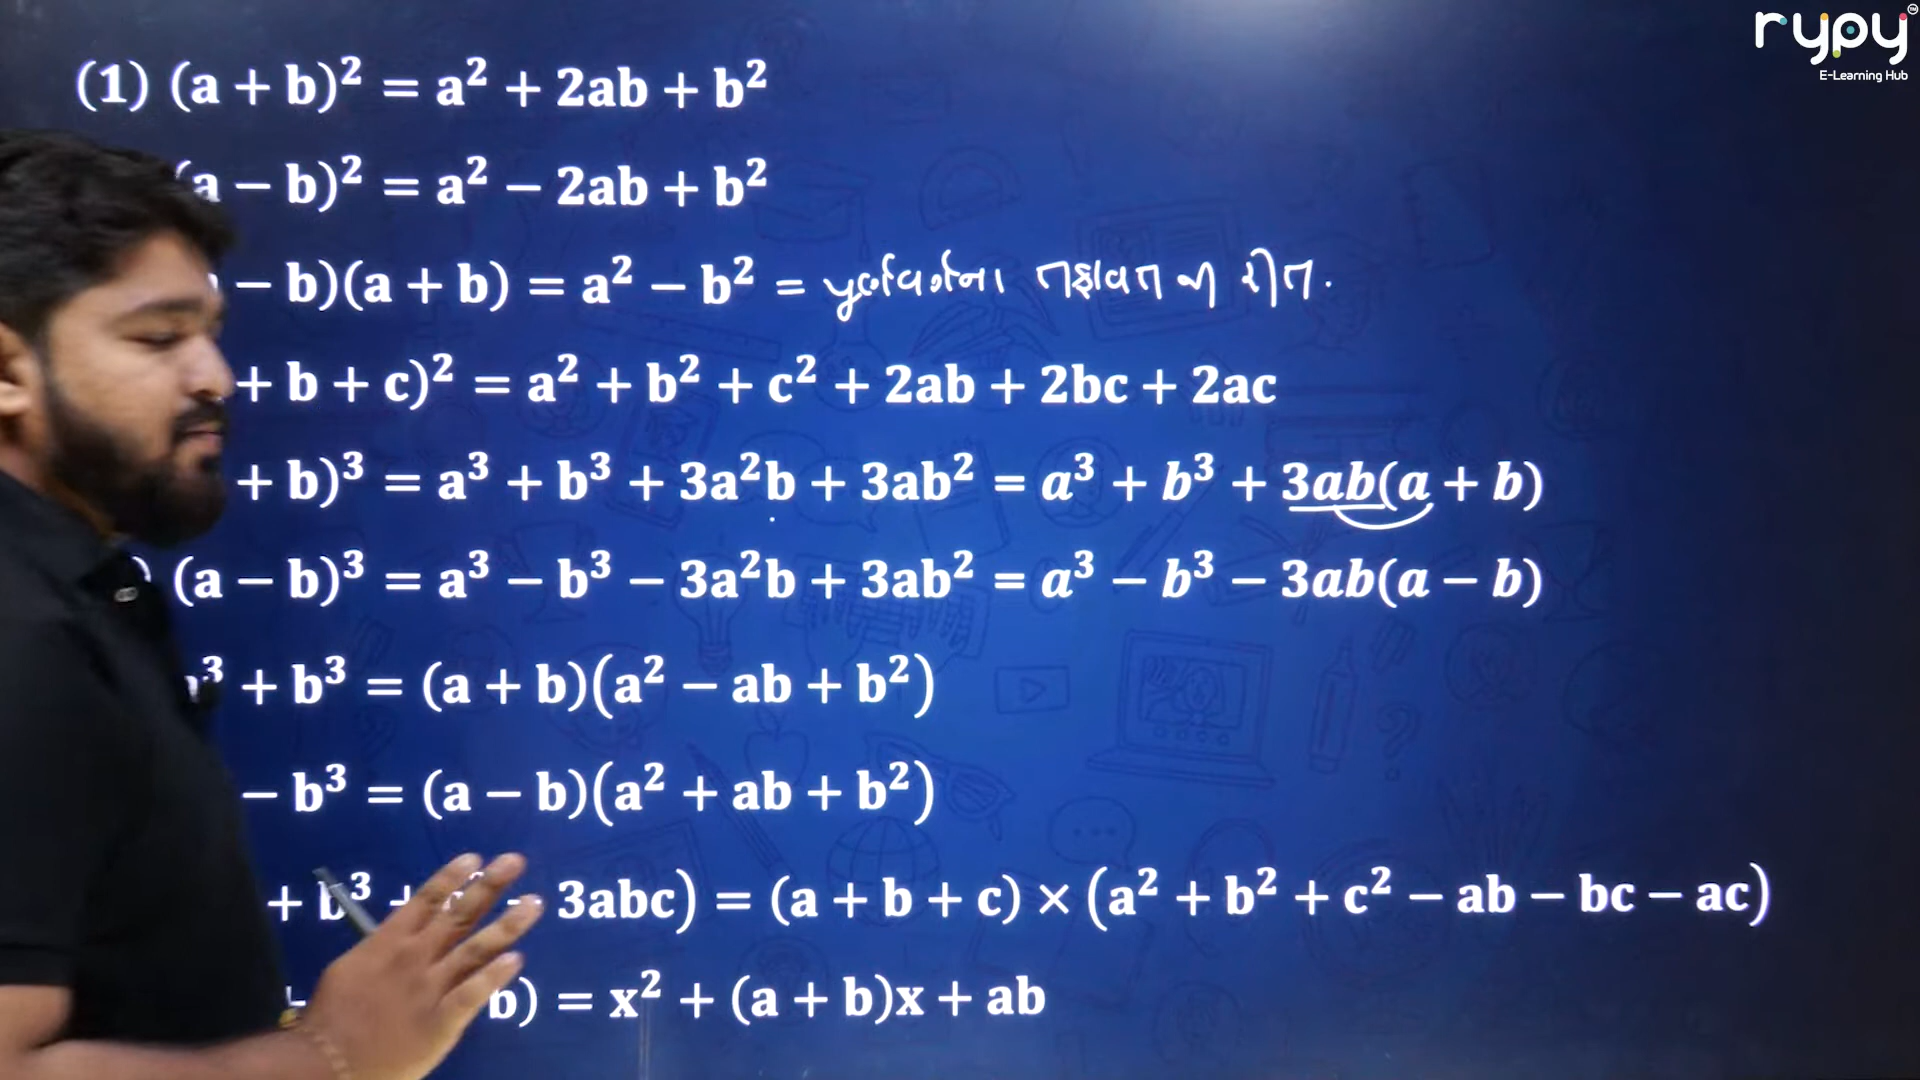 rypy
TM
E-Learning Hub
(1) (a + b)² = a² + 2ab + b²
(a − b)² = a² − 2ab + b²
− b)(a + b) = a² − b² = પૂર્ણવર્ગના તફાવત ની રીત.
+ b + c)² = a² + b² + c² + 2ab + 2bc + 2ac
+ b)³ = a³ + b³ + 3a²b + 3ab² = a³ + b³ + 3ab(a + b)
) (a − b)³ = a³ − b³ − 3a²b + 3ab² = a³ − b³ − 3ab(a − b)
³ + b³ = (a + b)(a² − ab + b²)
− b³ = (a − b)(a² + ab + b²)
+ b³ + 3abc) = (a + b + c) × (a² + b² + c² − ab − bc − ac)
b) = x² + (a + b)x + ab